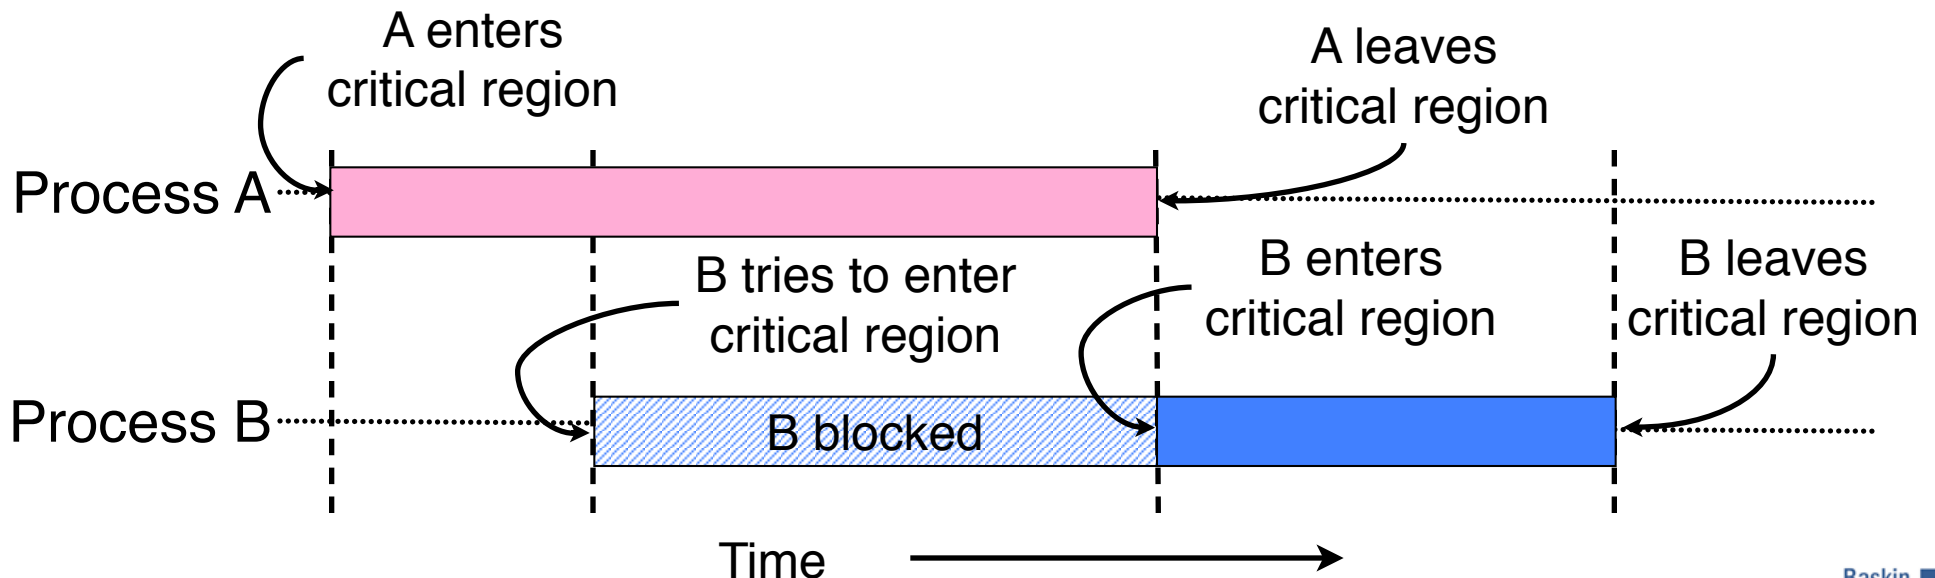 A enters
critical region
A leaves
critical region
Process A
B tries to enter
critical region
B enters
critical region
B leaves
critical region
Process B
B blocked
Time
Baskin